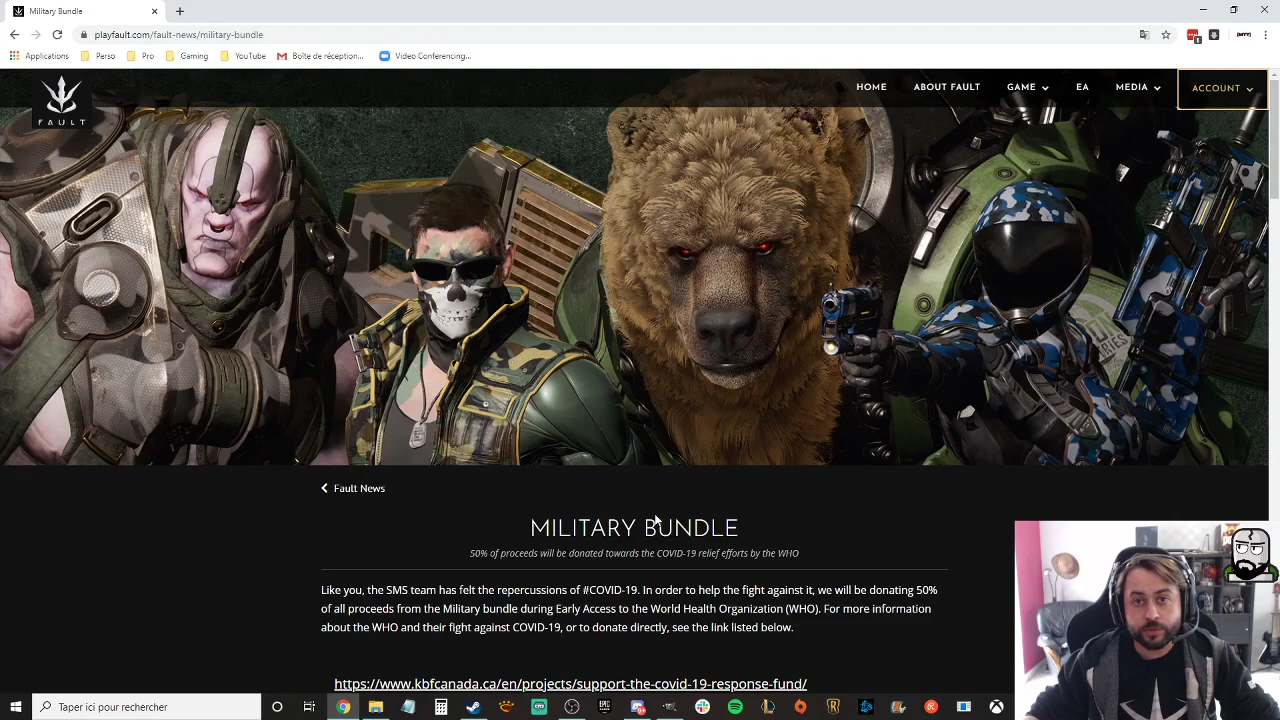 Military Bundle
playfault.com/fault-news/military-bundle
Applications Perso Pro Gaming YouTube Boîte de réception... Video Conferencing...
FAULT
HOME ABOUT FAULT GAME EA MEDIA ACCOUNT
Fault News
MILITARY BUNDLE
50% of proceeds will be donated towards the COVID-19 relief efforts by the WHO
Like you, the SMS team has felt the repercussions of #COVID-19. In order to help the fight against it, we will be donating 50%
of all proceeds from the Military bundle during Early Access to the World Health Organization (WHO). For more information
about the WHO and their fight against COVID-19, or to donate directly, see the link listed below.
https://www.kbfcanada.ca/en/projects/support-the-covid-19-response-fund/
Taper ici pour rechercher